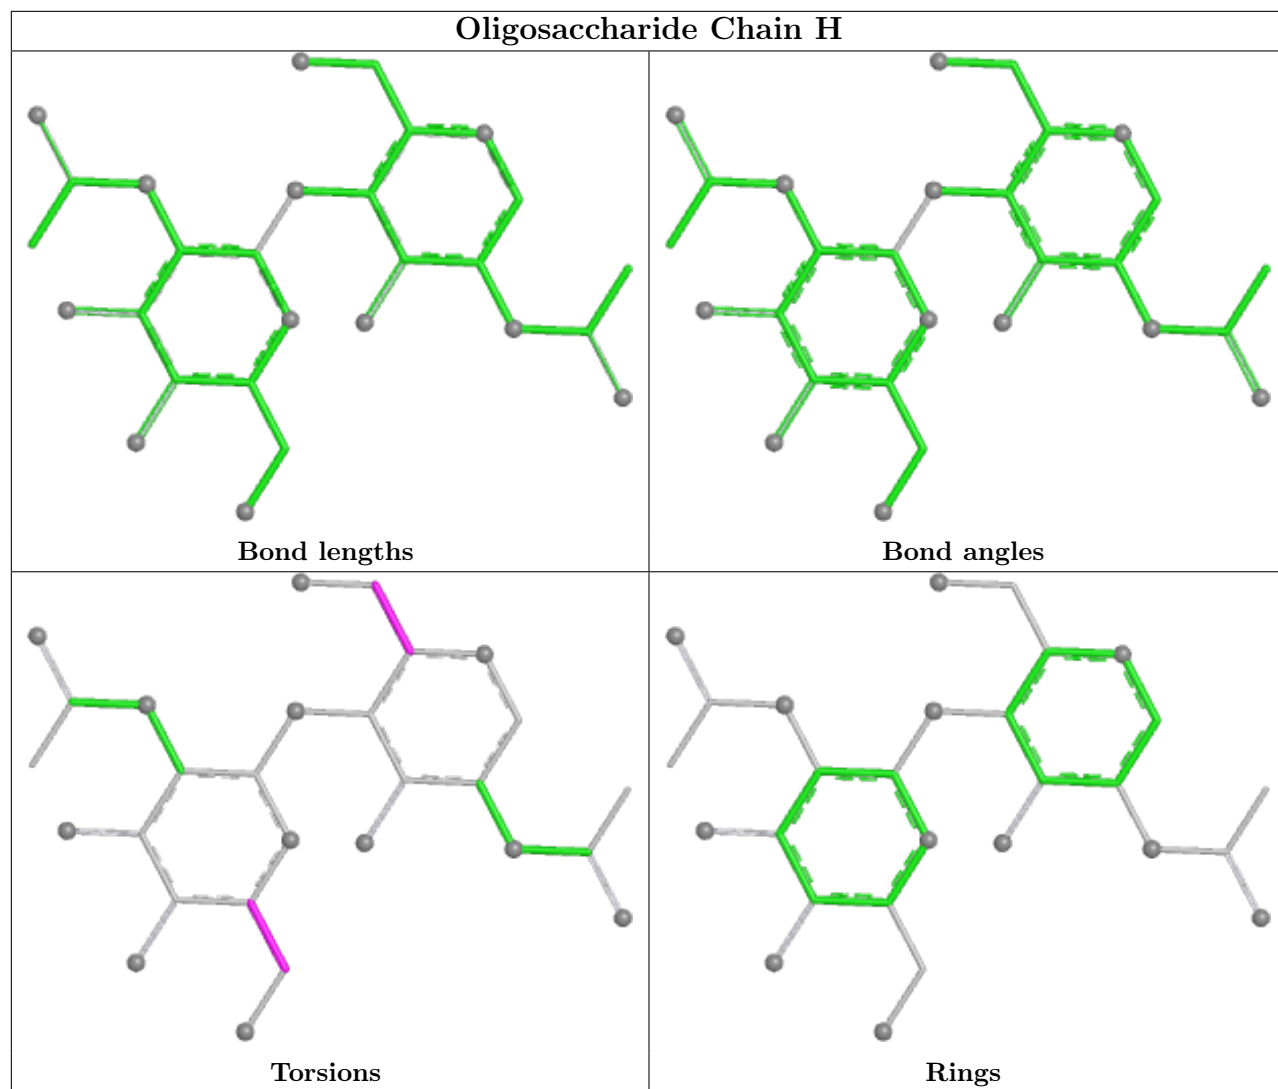 Oligosaccharide Chain H
Bond lengths
Bond angles
Torsions
Rings